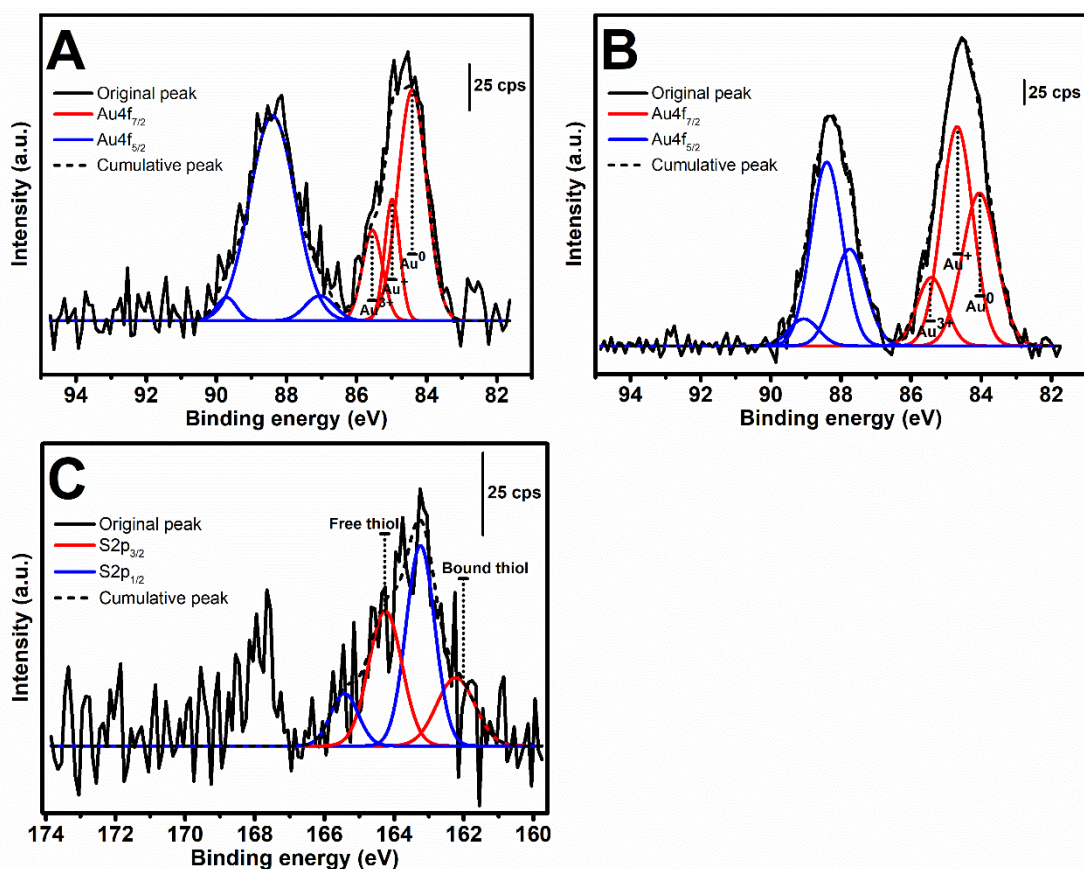 A
Original peak
Au4f7/2
Au4f5/2
Cumulative peak
25 cps
Au0
Au+
Au3+
Intensity (a.u.)
94 92 90 88 86 84 82
Binding energy (eV)
B
Original peak
Au4f7/2
Au4f5/2
Cumulative peak
25 cps
Au+
Au0
Au3+
Intensity (a.u.)
94 92 90 88 86 84 82
Binding energy (eV)
C
Original peak
S2p3/2
S2p1/2
Cumulative peak
25 cps
Free thiol
Bound thiol
Intensity (a.u.)
174 172 170 168 166 164 162 160
Binding energy (eV)